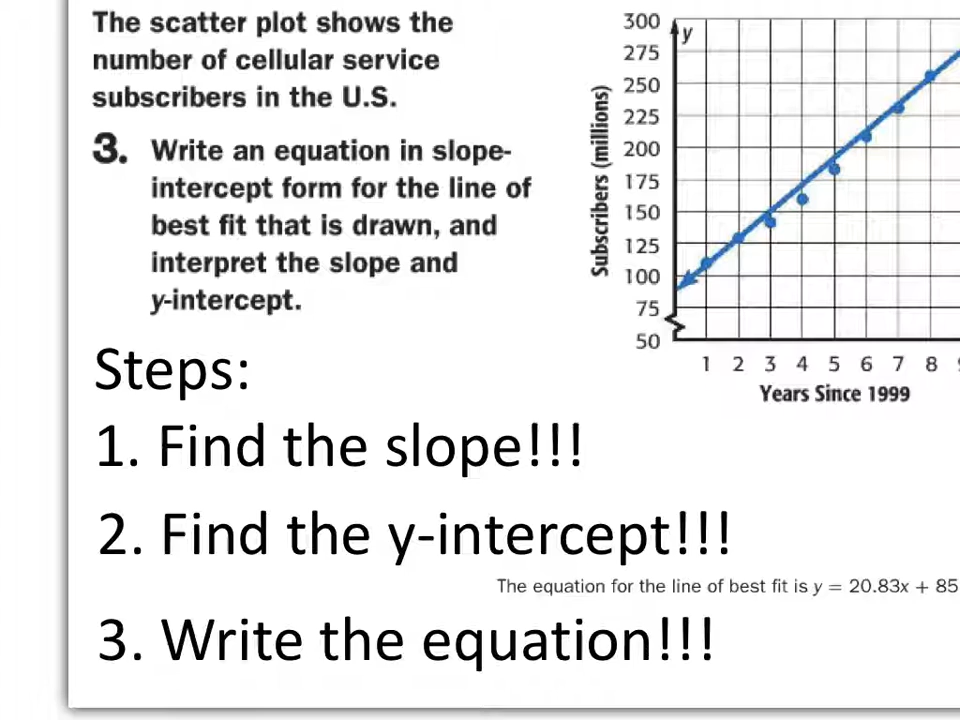 The scatter plot shows the
number of cellular service
subscribers in the U.S.
3. Write an equation in slope-
intercept form for the line of
best fit that is drawn, and
interpret the slope and
y-intercept.
300
275
250
225
200
175
150
125
100
75
50
y
Subscribers (millions)
1 2 3 4 5 6 7 8
Years Since 1999
Steps:
1. Find the slope!!!
2. Find the y-intercept!!!
The equation for the line of best fit is y = 20.83x + 85
3. Write the equation!!!